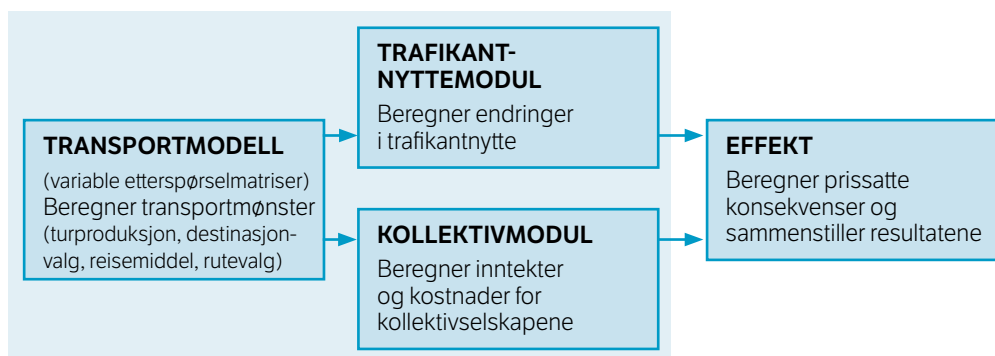 TRANSPORTMODELL
(variable etterspørselmatriser)
Beregner transportmønster
(turproduksjon, destinasjon-
valg, reisemiddel, rutevalg)
TRAFIKANT-
NYTTEMODUL
Beregner endringer
i trafikantnytte
KOLLEKTIVMODUL
Beregner inntekter
og kostnader for
kollektivselskapene
EFFEKT
Beregner prissatte
konsekvenser og
sammenstiller resultatene